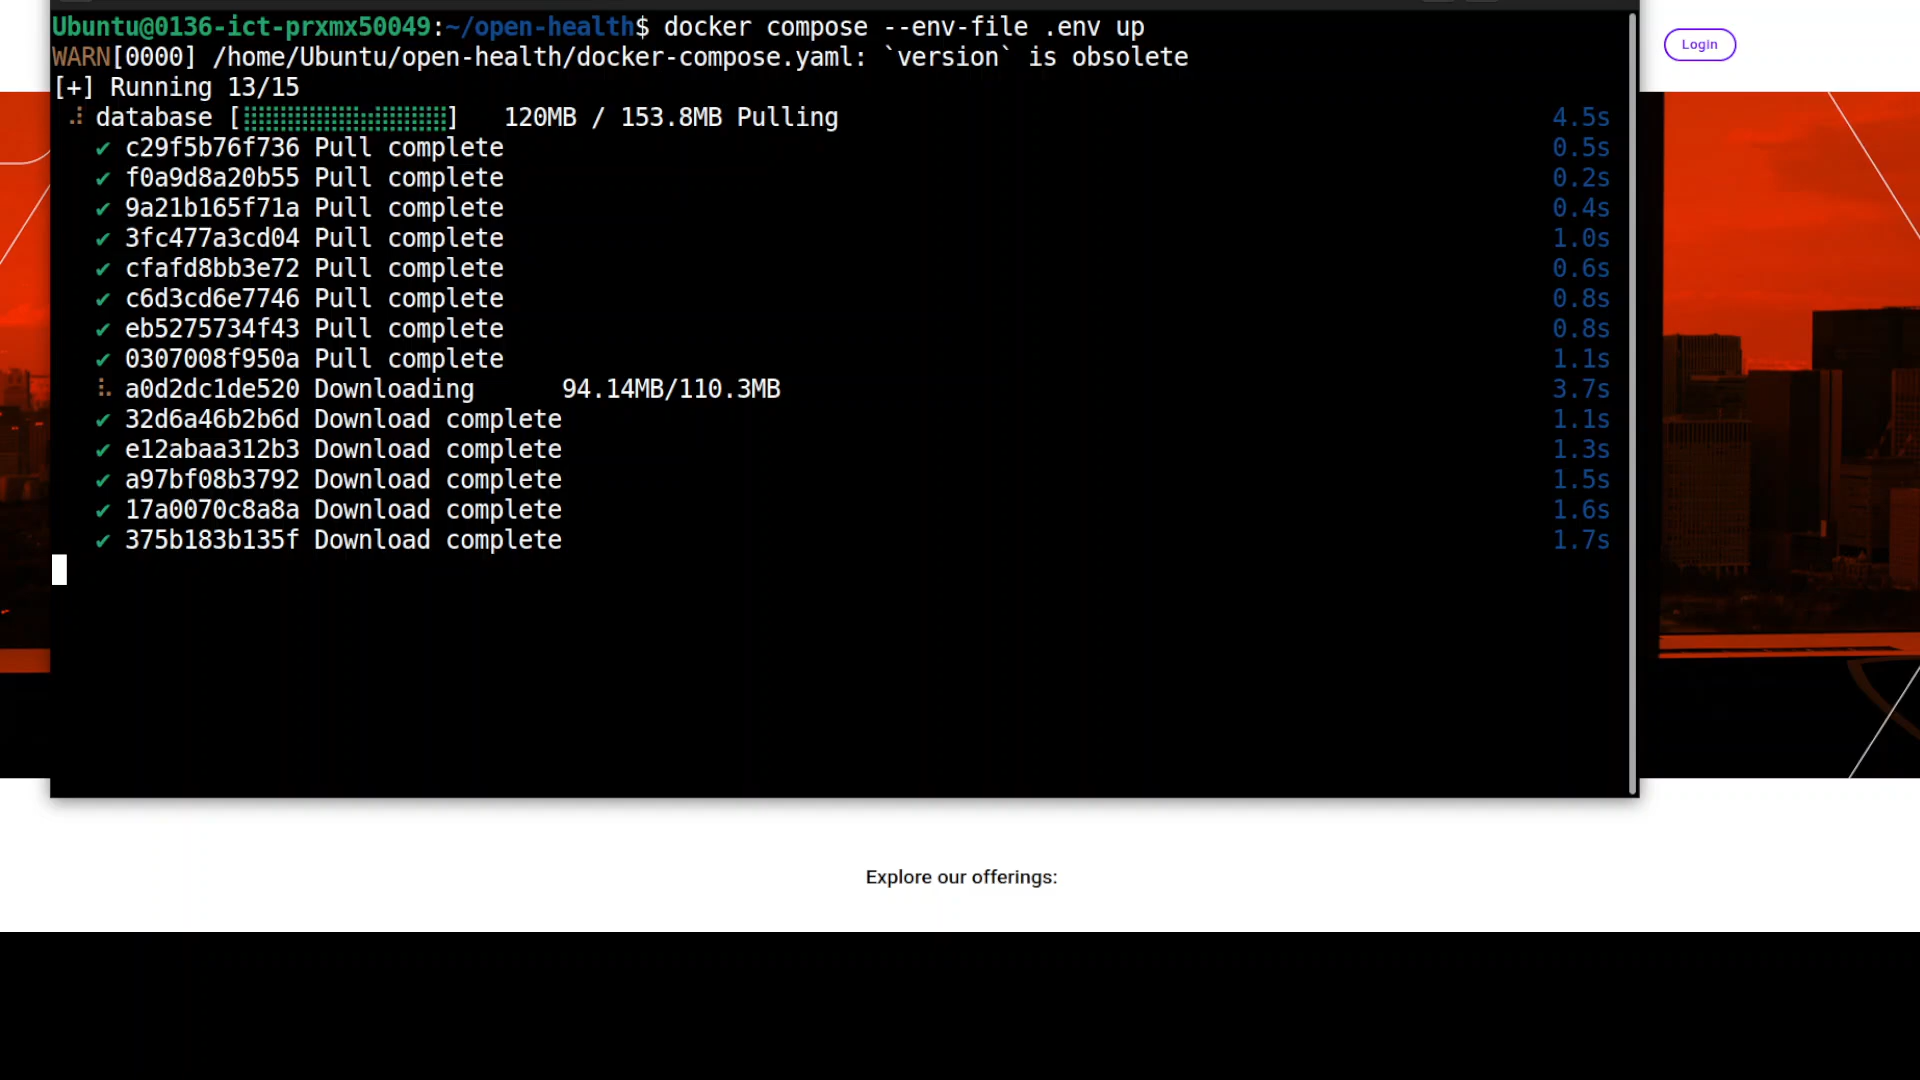 Ubuntu@0136-ict-prxmx50049:~/open-health$ docker compose --env-file .env up
Login
WARN[0000] /home/Ubuntu/open-health/docker-compose.yaml: `version` is obsolete
[+] Running 13/15
database [⣿⣿⣿⣿⣿⣿⣿⣿⣤⣿⣿⣿⣿⣿] 120MB / 153.8MB Pulling 4.5s
✔ c29f5b76f736 Pull complete 0.5s
✔ f0a9d8a20b55 Pull complete 0.2s
✔ 9a21b165f71a Pull complete 0.4s
✔ 3fc477a3cd04 Pull complete 1.0s
✔ cfafd8bb3e72 Pull complete 0.6s
✔ c6d3cd6e7746 Pull complete 0.8s
✔ eb5275734f43 Pull complete 0.8s
✔ 0307008f950a Pull complete 1.1s
a0d2dc1de520 Downloading 94.14MB/110.3MB 3.7s
✔ 32d6a46b2b6d Download complete 1.1s
✔ e12abaa312b3 Download complete 1.3s
✔ a97bf08b3792 Download complete 1.5s
✔ 17a0070c8a8a Download complete 1.6s
✔ 375b183b135f Download complete 1.7s
Explore our offerings: